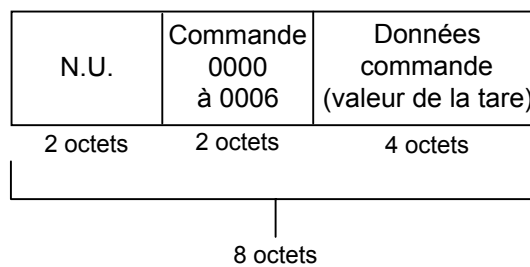 N.U.
Commande
0000
à 0006
Données
commande
(valeur de la tare)
2 octets
2 octets
4 octets
8 octets